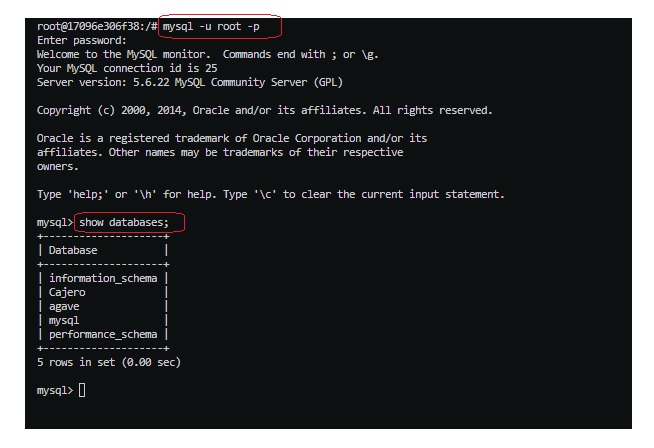 root@17096e306f38:/# mysql -u root -p
Enter password:
Welcome to the MySQL monitor.  Commands end with ; or \g.
Your MySQL connection id is 25
Server version: 5.6.22 MySQL Community Server (GPL)
Copyright (c) 2000, 2014, Oracle and/or its affiliates. All rights reserved.
Oracle is a registered trademark of Oracle Corporation and/or its
affiliates. Other names may be trademarks of their respective
owners.
Type 'help;' or '\h' for help. Type '\c' to clear the current input statement.
mysql> show databases;
+--------------------+
| Database           |
+--------------------+
| information_schema |
| Cajero             |
| agave              |
| mysql              |
| performance_schema |
+--------------------+
5 rows in set (0.00 sec)
mysql>